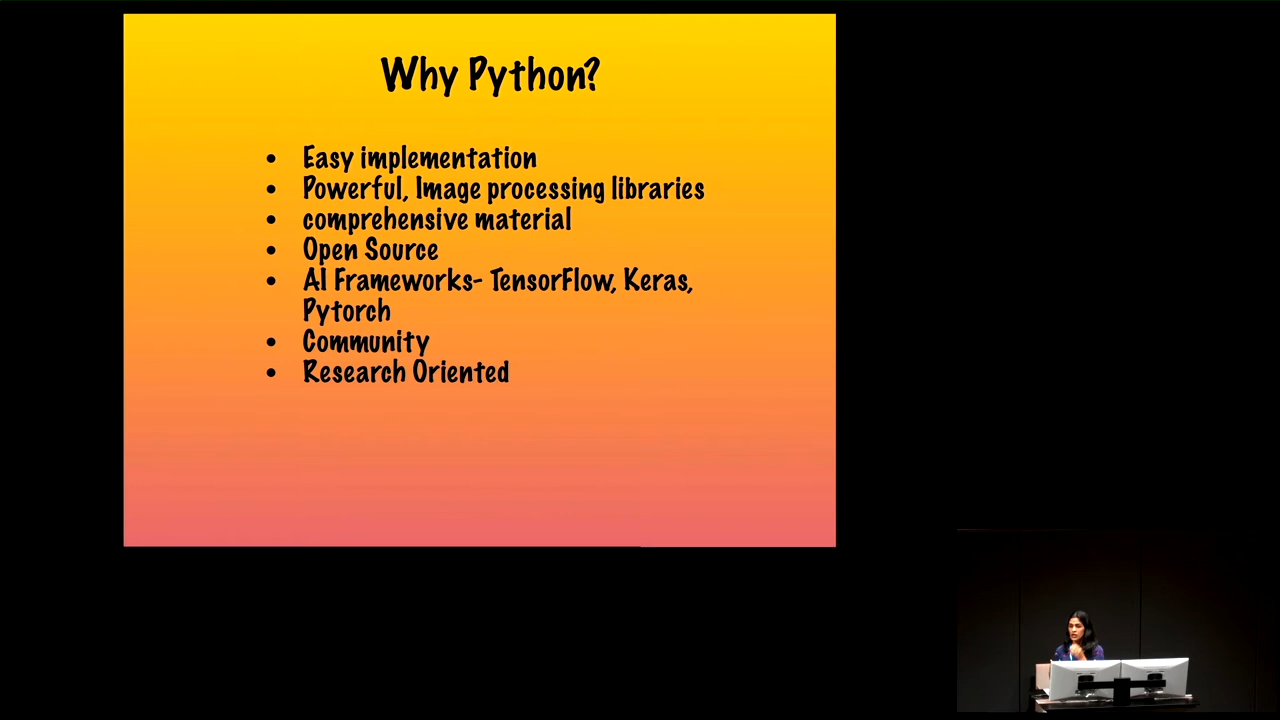 Why Python?
• Easy implementation
• Powerful, Image processing libraries
• comprehensive material
• Open Source
• AI Frameworks- TensorFlow, Keras,
Pytorch
• Community
• Research Oriented